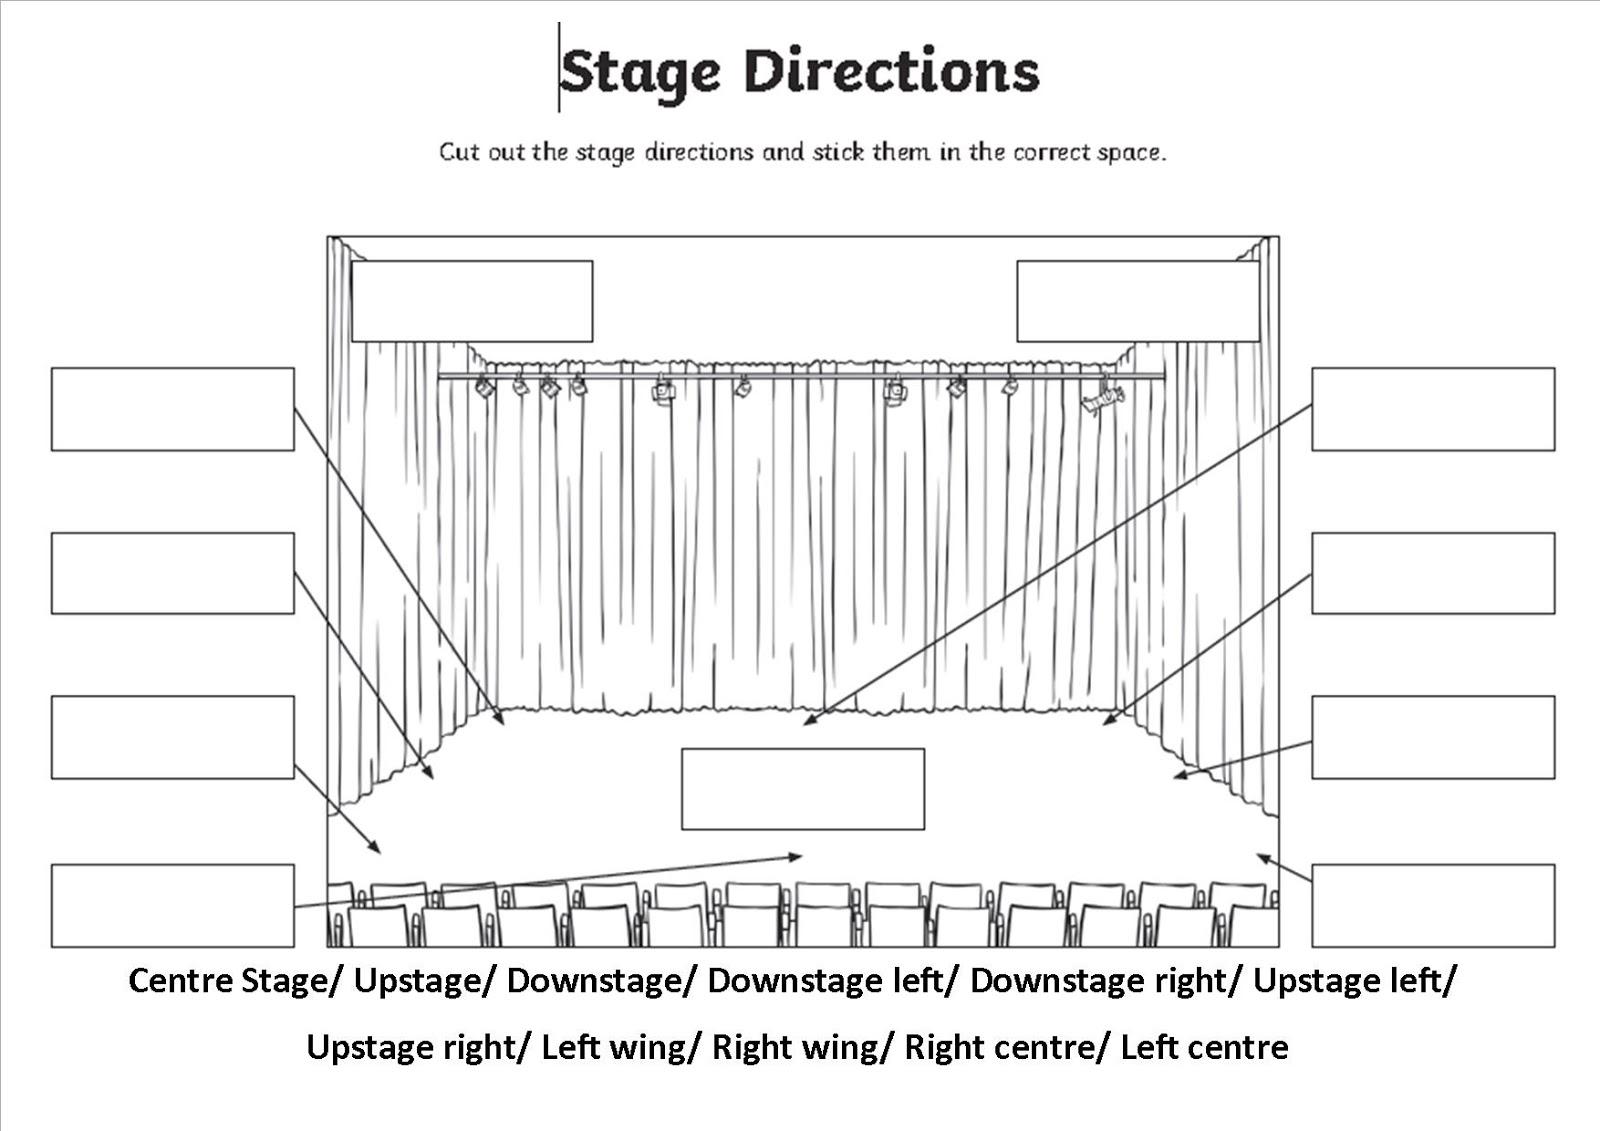 Stage Directions
Cut out the stage directions and stick them in the correct space.
Centre Stage/ Upstage/ Downstage/ Downstage left/ Downstage right/ Upstage left/
Upstage right/ Left wing/ Right wing/ Right centre/ Left centre